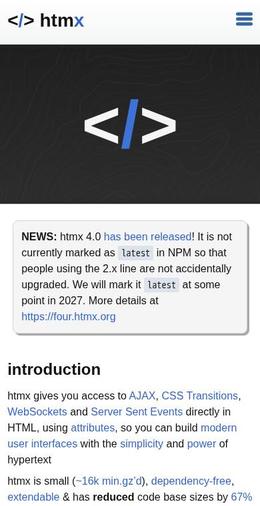 </> htmx
</>
NEWS: htmx 4.0 has been released! It is not
currently marked as latest in NPM so that
people using the 2.x line are not accidentally
upgraded. We will mark it latest at some
point in 2027. More details at
https://four.htmx.org
introduction
htmx gives you access to AJAX, CSS Transitions,
WebSockets and Server Sent Events directly in
HTML, using attributes, so you can build modern
user interfaces with the simplicity and power of
hypertext
htmx is small (~16k min.gz'd), dependency-free,
extendable & has reduced code base sizes by 67%